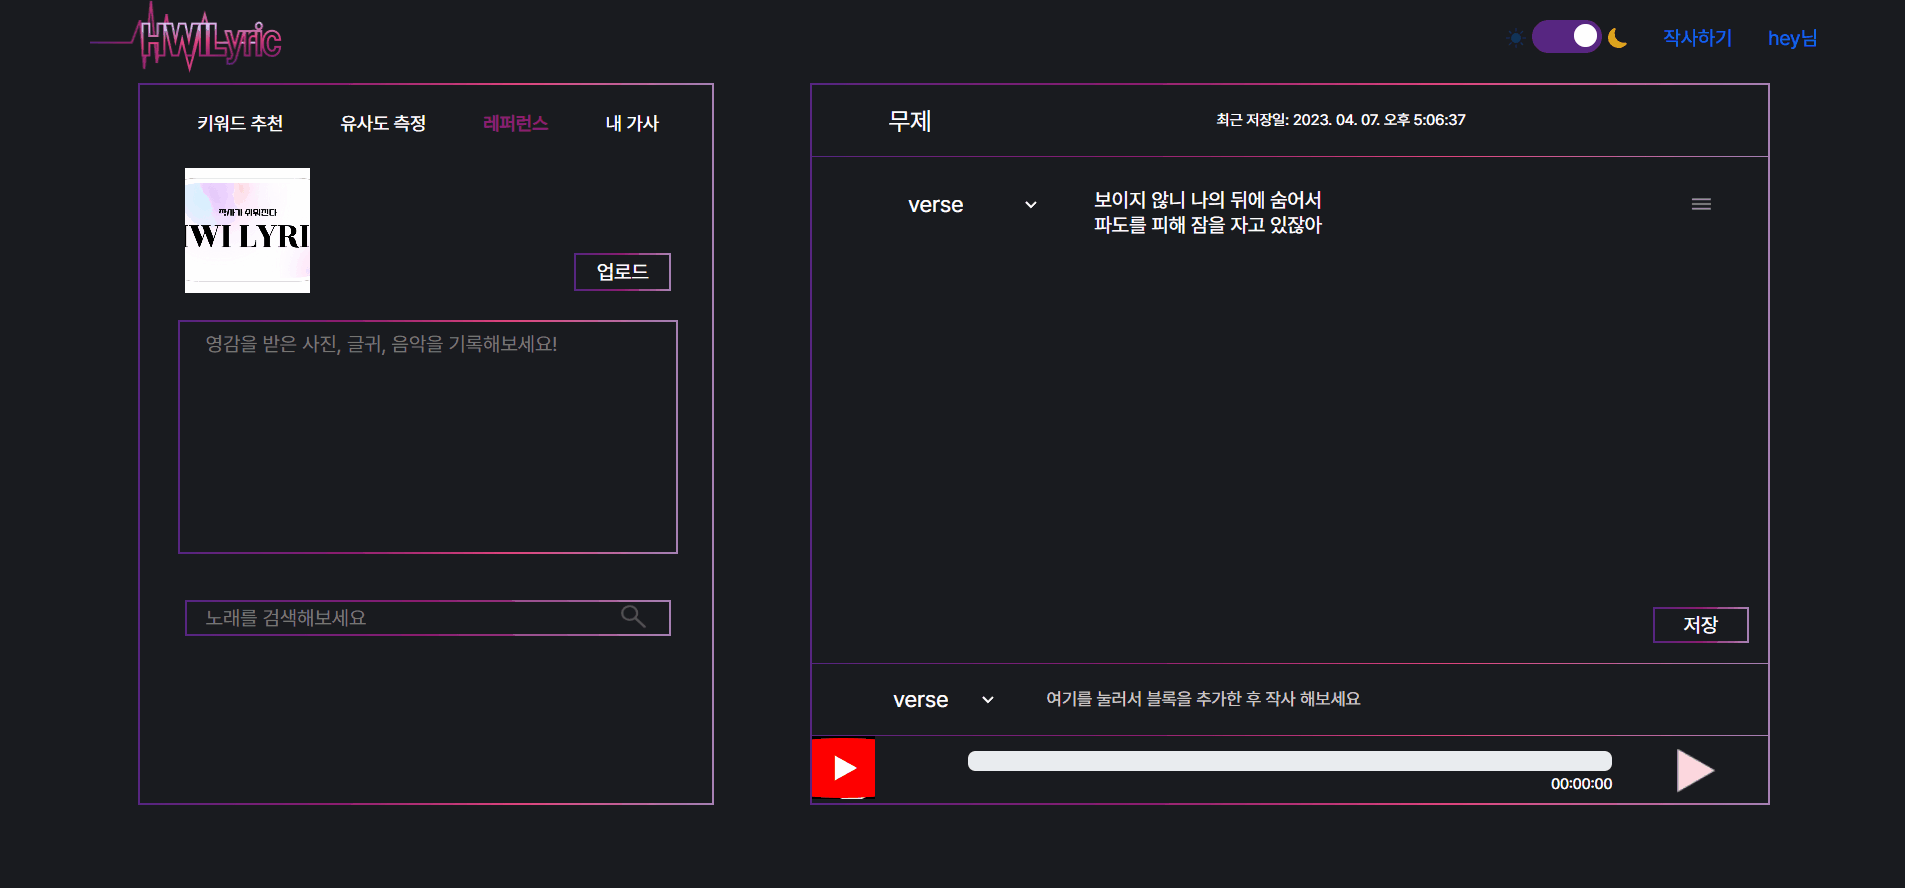 HWILyric
작사하기
hey님
키워드 추천
유사도 측정
레퍼런스
내 가사
작사가 쉬워진다
IWI LYRI
업로드
영감을 받은 사진, 글귀, 음악을 기록해보세요!
노래를 검색해보세요
무제
최근 저장일: 2023. 04. 07. 오후 5:06:37
verse
보이지 않니 나의 뒤에 숨어서
파도를 피해 잠을 자고 있잖아
저장
verse
여기를 눌러서 블록을 추가한 후 작사 해보세요
00:00:00